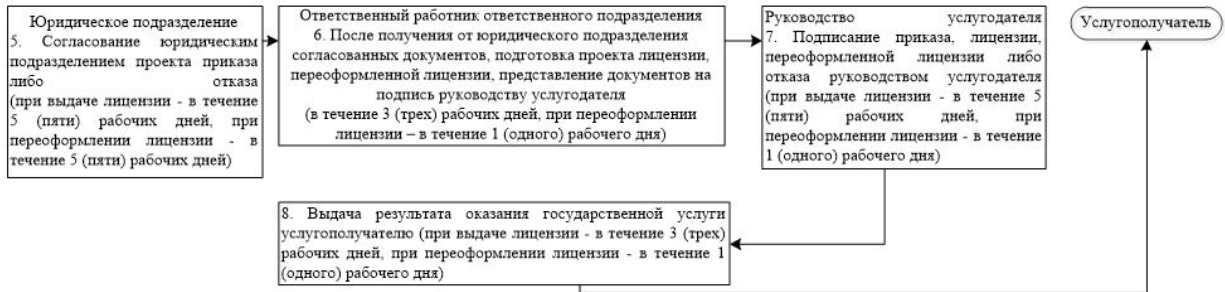 Юридическое подразделение
5. Согласование юридическим
подразделением проекта приказа
либо отказа
(при выдаче лицензии - в течение
5 (пяти) рабочих дней, при
переоформлении лицензии - в
течение 5 (пяти) рабочих дней)
Ответственный работник ответственного подразделения
6. После получения от юридического подразделения
согласованных документов, подготовка проекта лицензии,
переоформленной лицензии, представление документов на
подпись руководству услугодателя
(в течение 3 (трех) рабочих дней, при переоформлении
лицензии – в течение 1 (одного) рабочего дня)
Руководство услугодателя
7. Подписание приказа, лицензии,
переоформленной лицензии либо
отказа руководством услугодателя
(при выдаче лицензии - в течение 5
(пяти) рабочих дней, при
переоформлении лицензии - в течение
1 (одного) рабочего дня)
Услугополучатель
8. Выдача результата оказания государственной услуги
услугополучателю (при выдаче лицензии - в течение 3 (трех)
рабочих дней, при переоформлении лицензии - в течение 1
(одного) рабочего дня)